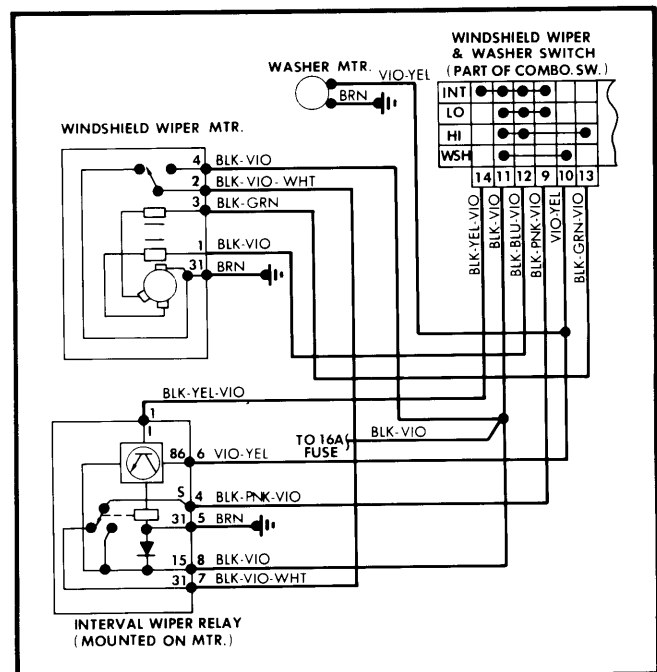 WINDSHIELD WIPER
& WASHER SWITCH
(PART OF COMBO. SW.)
WASHER MTR.
VIO-YEL
BRN
INT
LO
HI
WSH
14 11 12 9 10 13
BLK-YEL-VIO
BLK-VIO
BLK-BLU-VIO
BLK-PNK-VIO
VIO-YEL
BLK-GRN-VIO
WINDSHIELD WIPER MTR.
4 BLK-VIO
2 BLK-VIO-WHT
3 BLK-GRN
1 BLK-VIO
31 BRN
BLK-YEL-VIO
1
I
TO 16A
FUSE
BLK-VIO
86 6 VIO-YEL
S 4 BLK-PNK-VIO
31 5 BRN
15 8 BLK-VIO
31 7 BLK-VIO-WHT
INTERVAL WIPER RELAY
(MOUNTED ON MTR.)